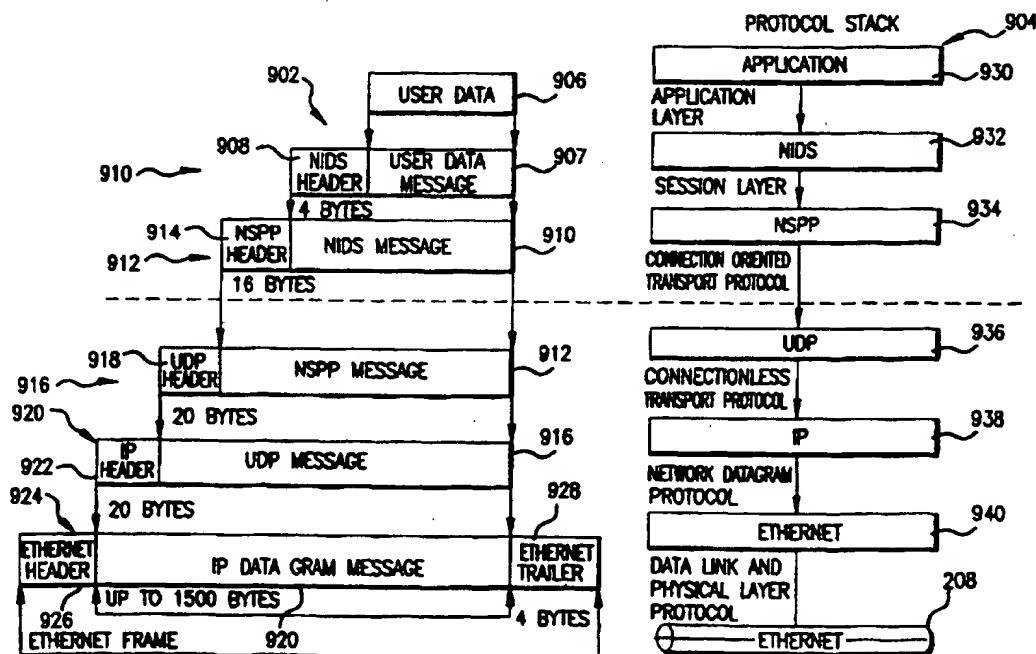 PROTOCOL STACK
904
902
USER DATA
906
APPLICATION
930
APPLICATION
LAYER
908
NIDS
HEADER
USER DATA
MESSAGE
907
910
4 BYTES
NIDS
932
SESSION LAYER
914
NSPP
HEADER
NIDS MESSAGE
910
912
16 BYTES
NSPP
934
CONNECTION ORIENTED
TRANSPORT PROTOCOL
918
UDP
HEADER
NSPP MESSAGE
912
916
20 BYTES
UDP
936
CONNECTIONLESS
TRANSPORT PROTOCOL
920
IP
HEADER
UDP MESSAGE
916
922
20 BYTES
IP
938
NETWORK DATAGRAM
PROTOCOL
924
928
ETHERNET
HEADER
IP DATA GRAM MESSAGE
ETHERNET
TRAILER
926
UP TO 1500 BYTES
920
4 BYTES
ETHERNET FRAME
ETHERNET
940
DATA LINK AND
PHYSICAL LAYER
PROTOCOL
208
ETHERNET